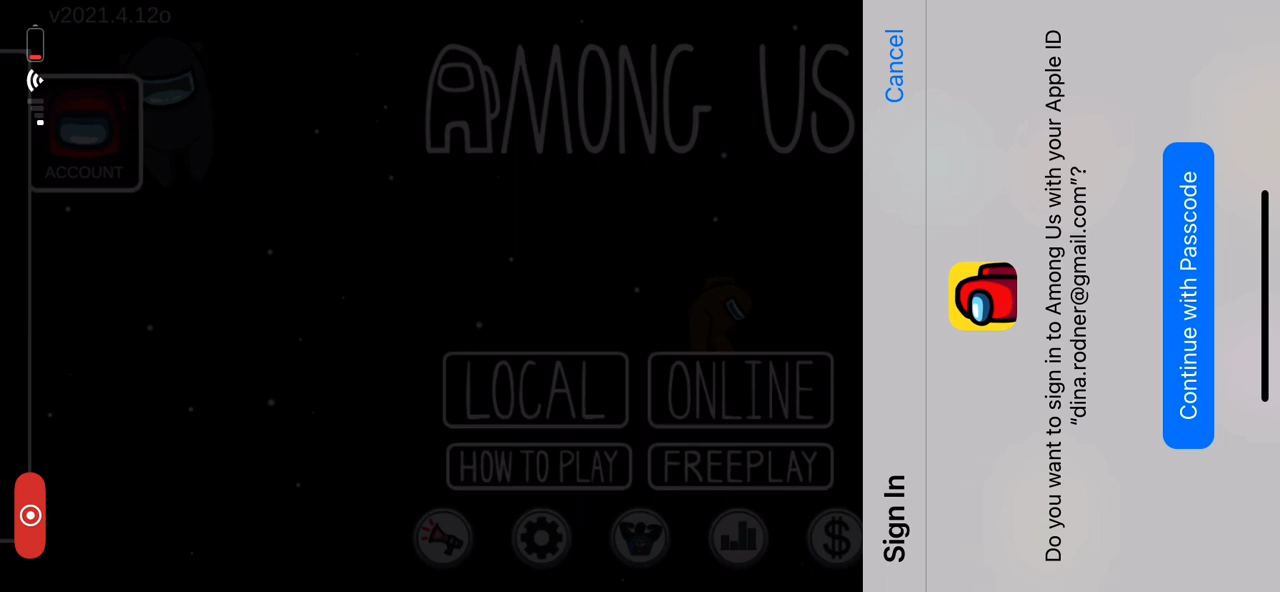 v2021.4.12o
AMONG US
ACCOUNT
LOCAL
ONLINE
HOW TO PLAY
FREEPLAY
$
Sign In
Cancel
Do you want to sign in to Among Us with your Apple ID
“dina.rodner@gmail.com”?
Continue with Passcode